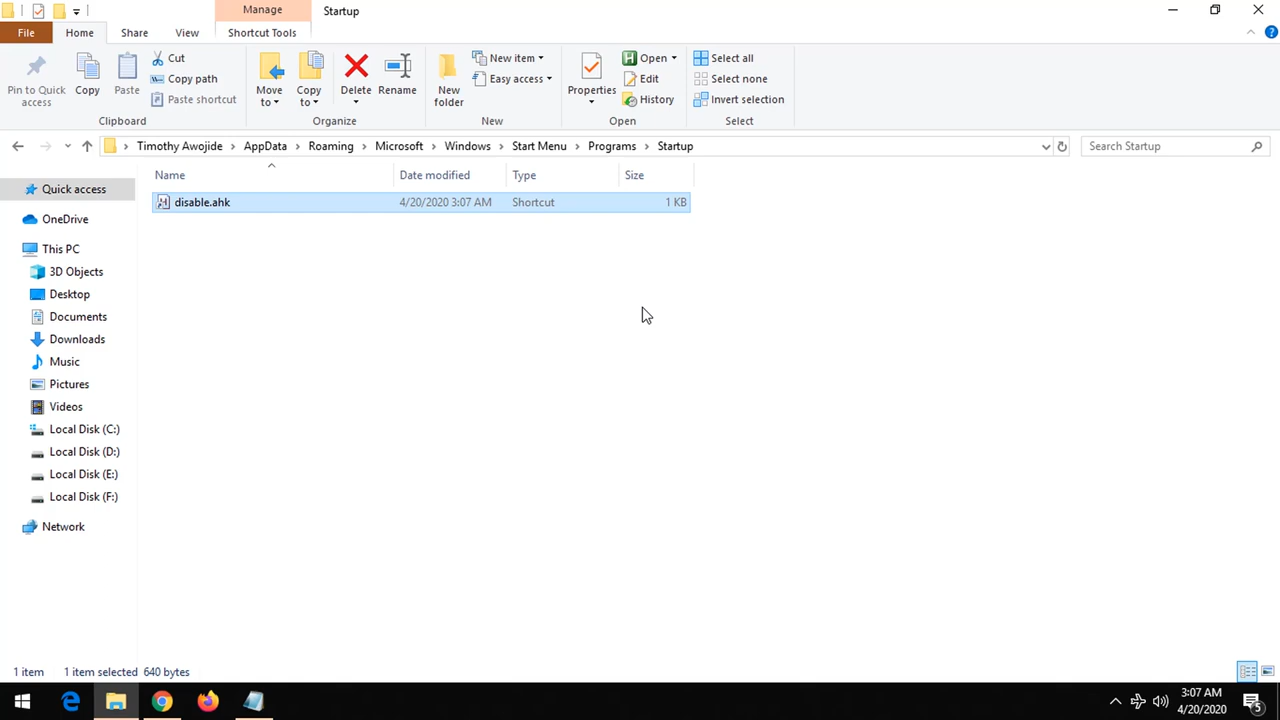 Manage
Startup
File
Home
Share
View
Shortcut Tools
Pin to Quick
access
Copy
Paste
Cut
Copy path
Paste shortcut
Clipboard
Move
to
Copy
to
Delete
Rename
Organize
New
folder
New item
Easy access
New
Properties
Open
Edit
History
Open
Select all
Select none
Invert selection
Select
Timothy Awojide > AppData > Roaming > Microsoft > Windows > Start Menu > Programs > Startup
Search Startup
Name
Date modified
Type
Size
disable.ahk
4/20/2020 3:07 AM
Shortcut
1 KB
Quick access
OneDrive
This PC
3D Objects
Desktop
Documents
Downloads
Music
Pictures
Videos
Local Disk (C:)
Local Disk (D:)
Local Disk (E:)
Local Disk (F:)
Network
1 item
1 item selected
640 bytes
3:07 AM
4/20/2020
5